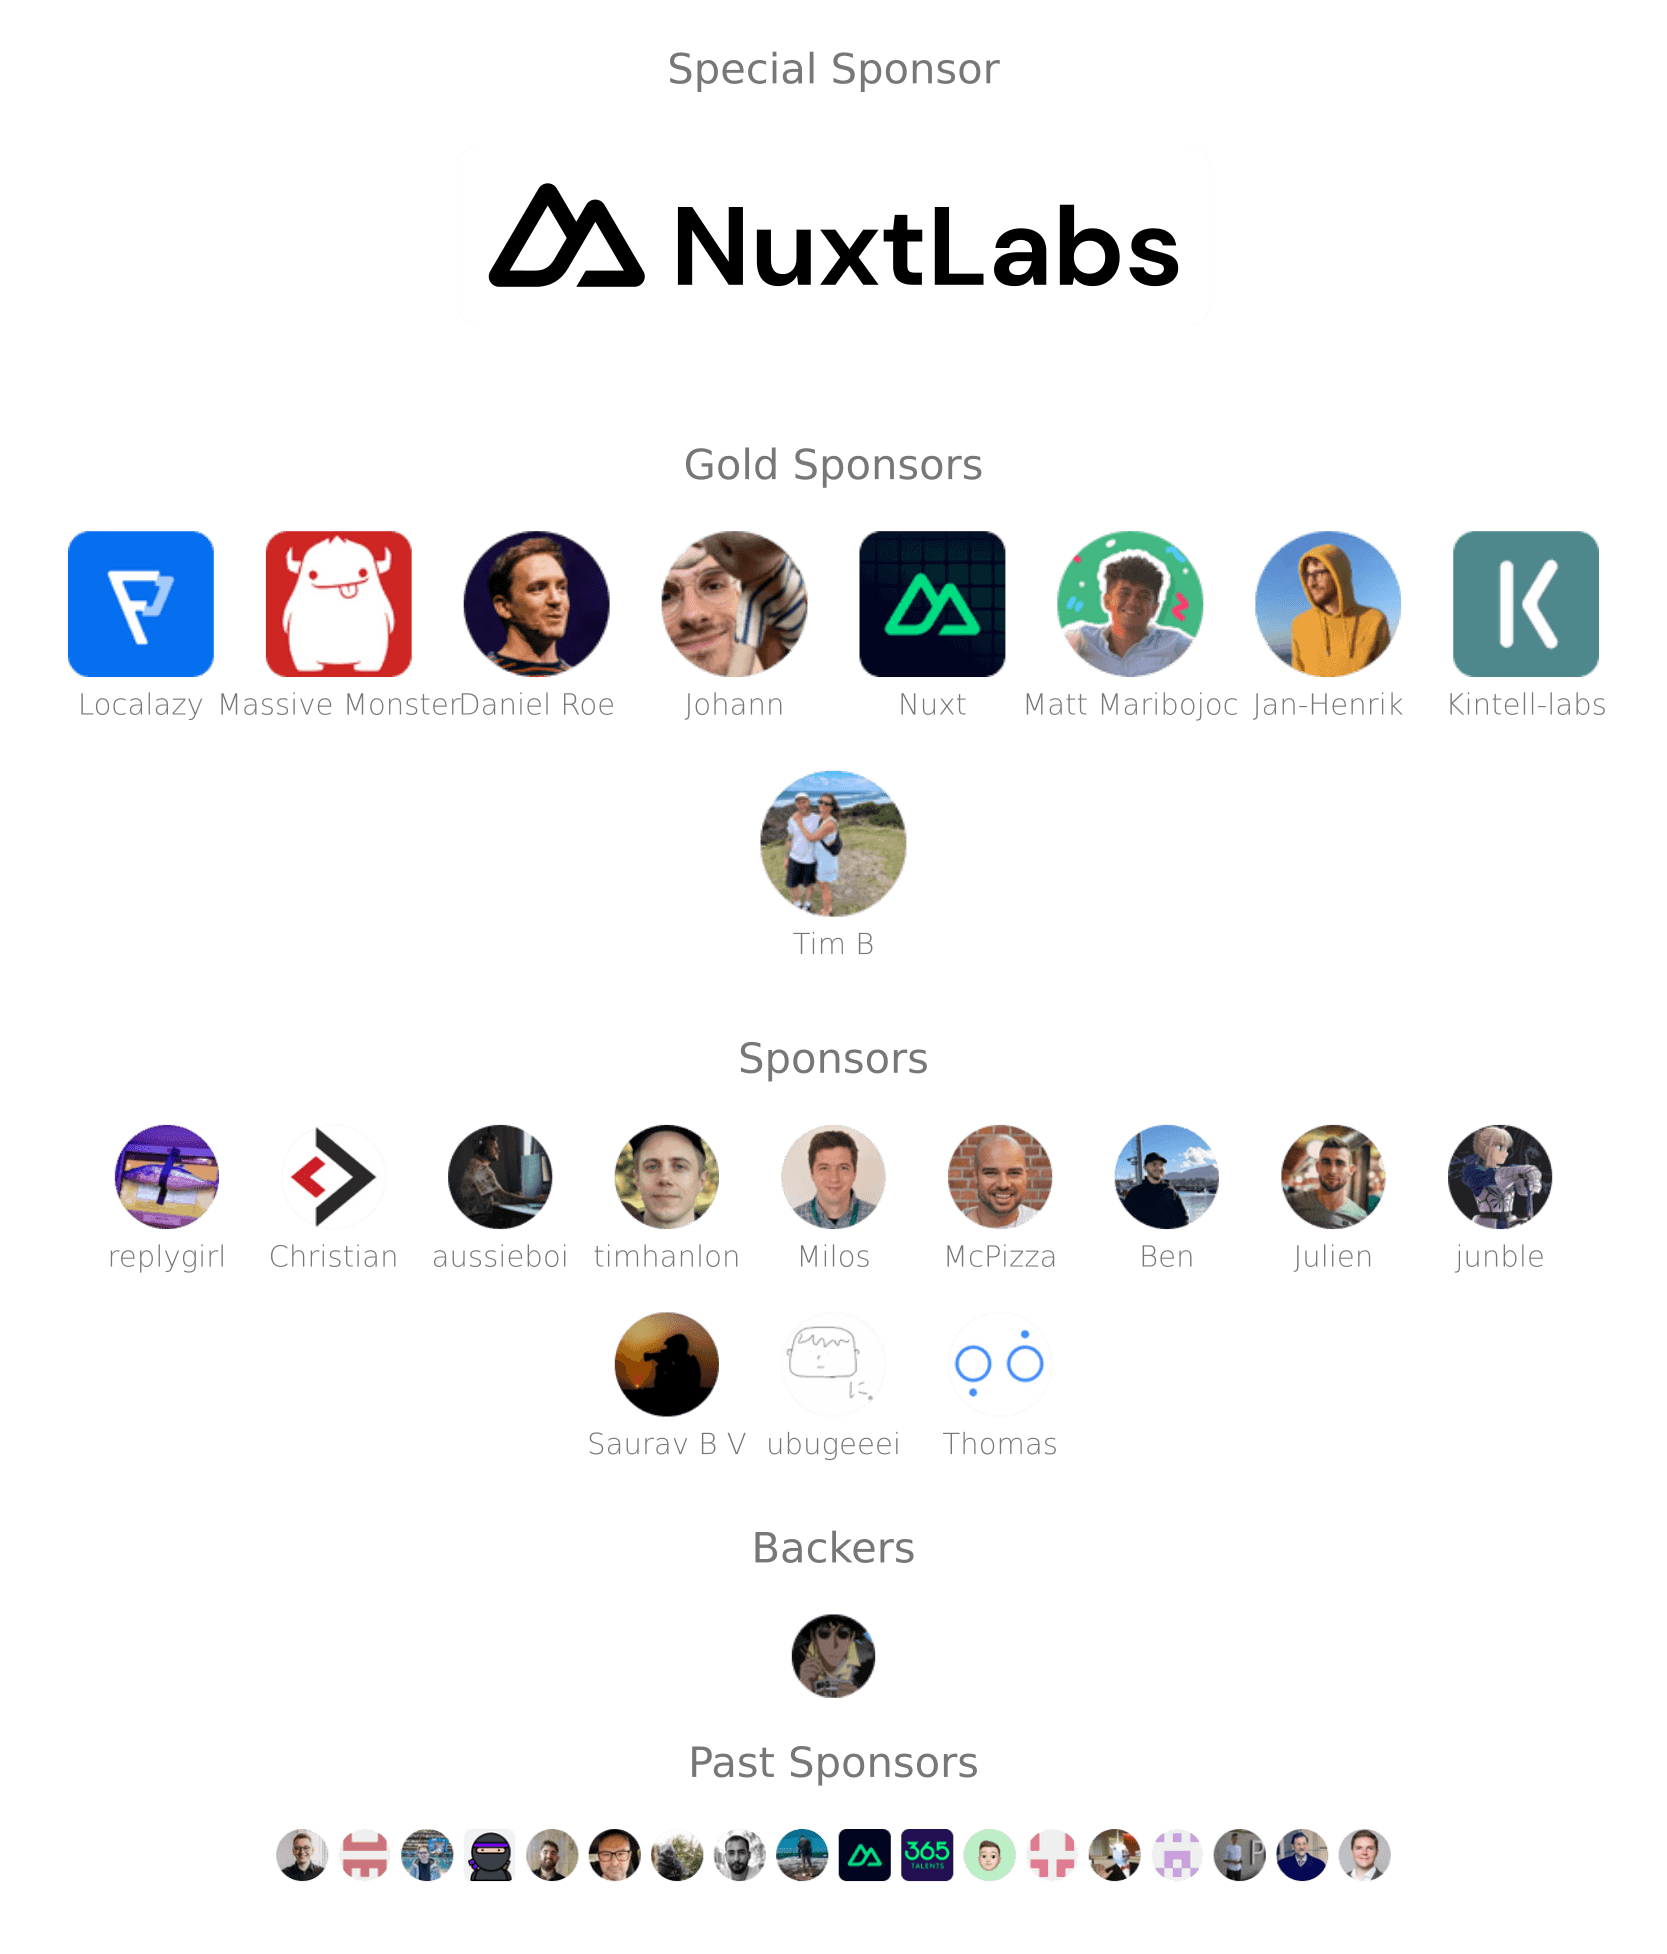 Special Sponsor
NuxtLabs
Gold Sponsors
Localazy Massive Monster Daniel Roe Johann Nuxt Matt Maribojoc Jan-Henrik Kintell-labs
Tim B
Sponsors
replygirl Christian aussieboi timhanlon Milos McPizza Ben Julien junble
Saurav B V ubugeeei Thomas
Backers
Past Sponsors
365
TALENTS